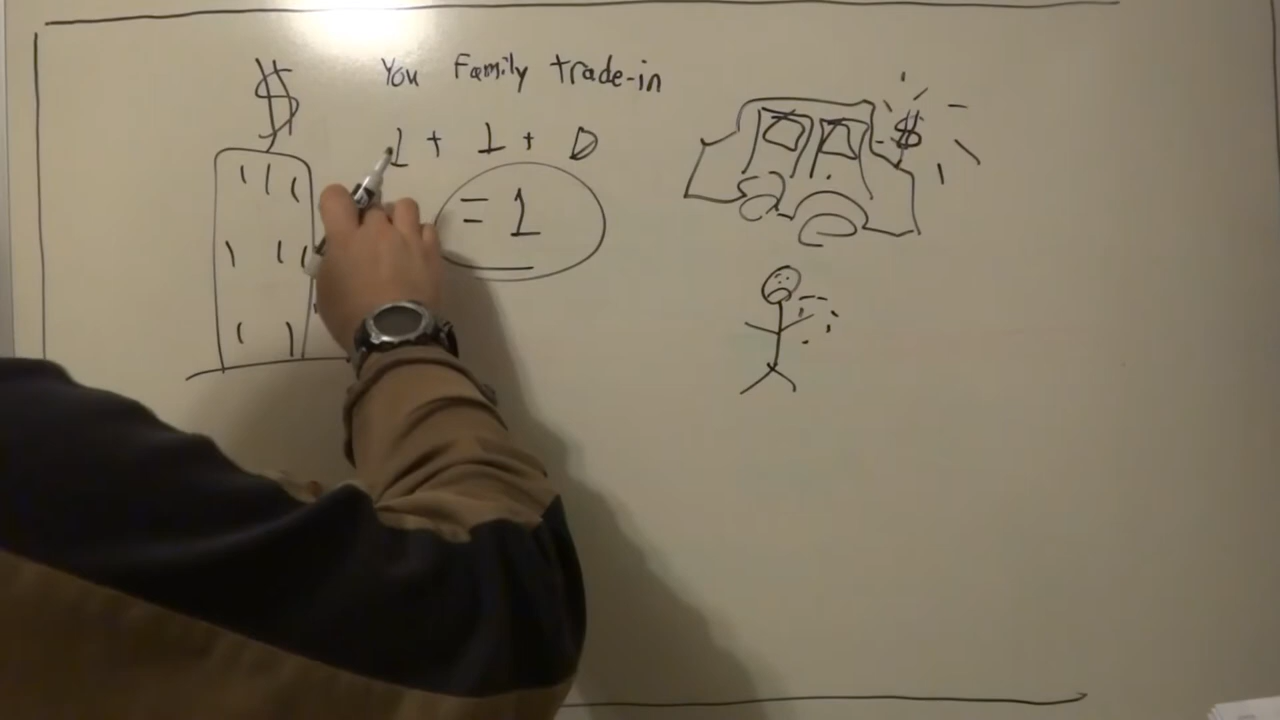 $
You Family trade-in
1 + 1 + 0
= 1
$